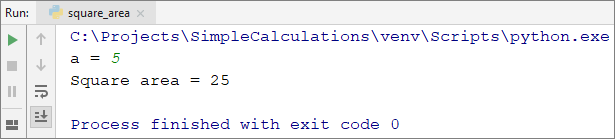 Run: square_area
C:\Projects\SimpleCalculations\venv\Scripts\python.exe
a = 5
Square area = 25
Process finished with exit code 0